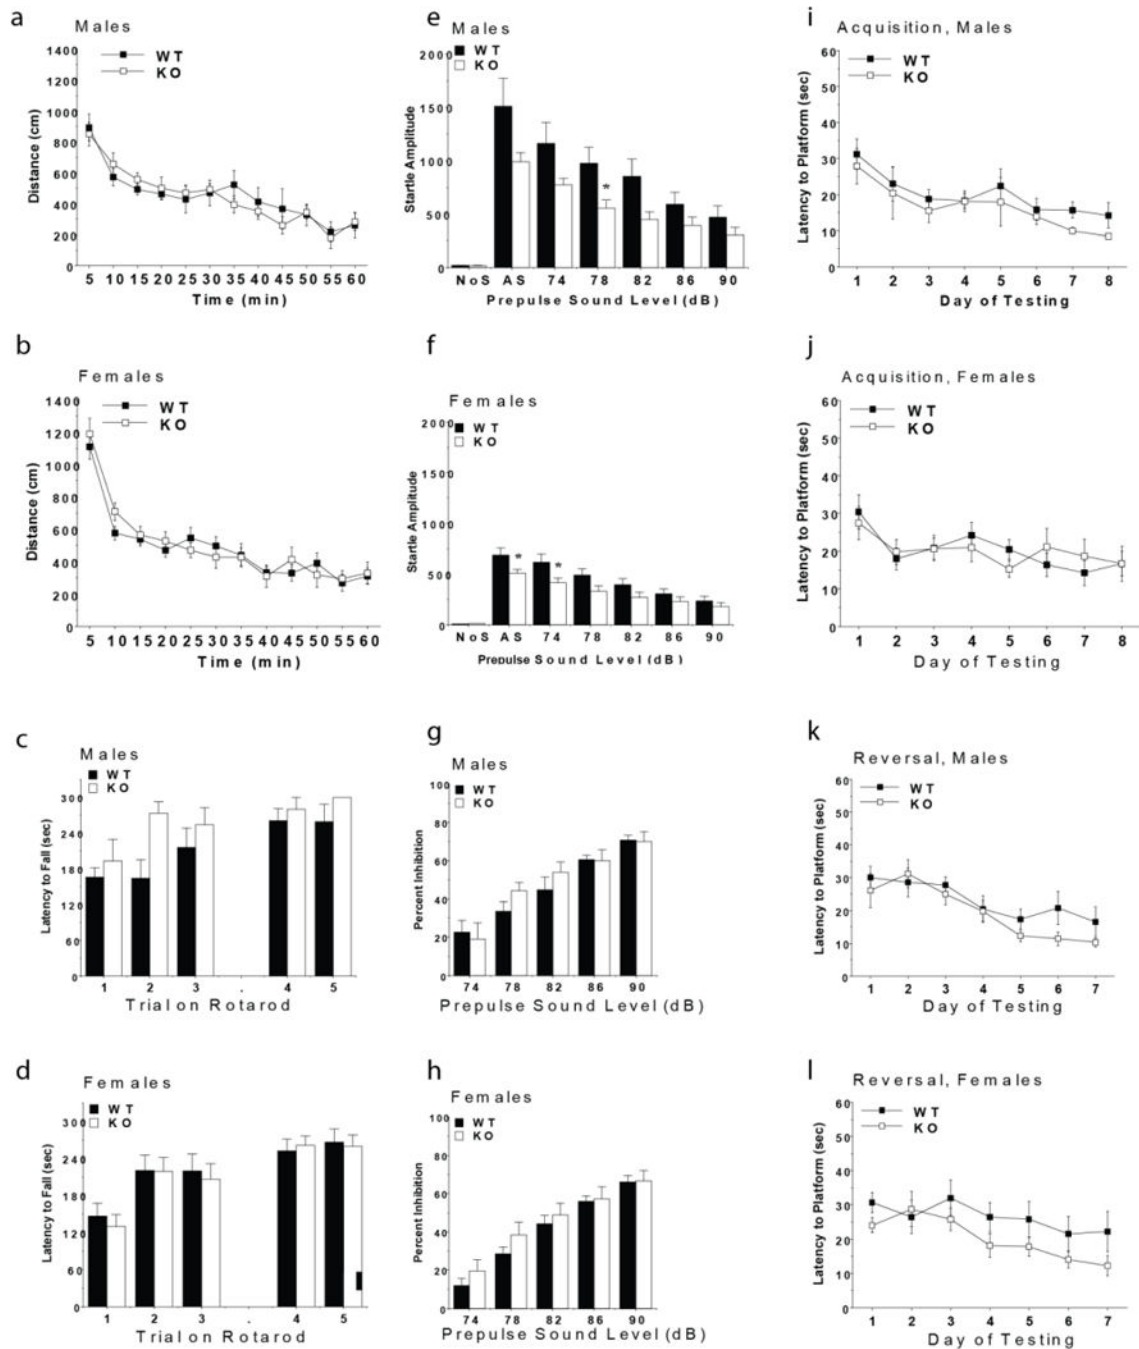 a
Males
WT
KO
Distance (cm)
1400
1200
1000
800
600
400
200
0
5 10 15 20 25 30 35 40 45 50 55 60
Time (min)
e
Males
WT
KO
Startle Amplitude
2000
1500
1000
500
0
*
NoS AS 74 78 82 86 90
Prepulse Sound Level (dB)
i
Acquisition, Males
WT
KO
Latency to Platform (sec)
60
50
40
30
20
10
0
1 2 3 4 5 6 7 8
Day of Testing
b
Females
WT
KO
Distance (cm)
1400
1200
1000
800
600
400
200
0
5 10 15 20 25 30 35 40 45 50 55 60
Time (min)
f
Females
WT
KO
Startle Amplitude
2000
1500
1000
500
0
* *
NoS AS 74 78 82 86 90
Prepulse Sound Level (dB)
j
Acquisition, Females
WT
KO
Latency to Platform (sec)
60
50
40
30
20
10
0
1 2 3 4 5 6 7 8
Day of Testing
c
Males
WT
KO
Latency to Fall (sec)
300
240
180
120
60
0
1 2 3 . 4 5
Trial on Rotarod
g
Males
WT
KO
Percent Inhibition
100
80
60
40
20
0
74 78 82 86 90
Prepulse Sound Level (dB)
k
Reversal, Males
WT
KO
Latency to Platform (sec)
60
50
40
30
20
10
0
1 2 3 4 5 6 7
Day of Testing
d
Females
WT
KO
Latency to Fall (sec)
300
240
180
120
60
0
1 2 3 . 4 5
Trial on Rotarod
h
Females
WT
KO
Percent Inhibition
100
80
60
40
20
0
74 78 82 86 90
Prepulse Sound Level (dB)
l
Reversal, Females
WT
KO
Latency to Platform (sec)
60
50
40
30
20
10
0
1 2 3 4 5 6 7
Day of Testing